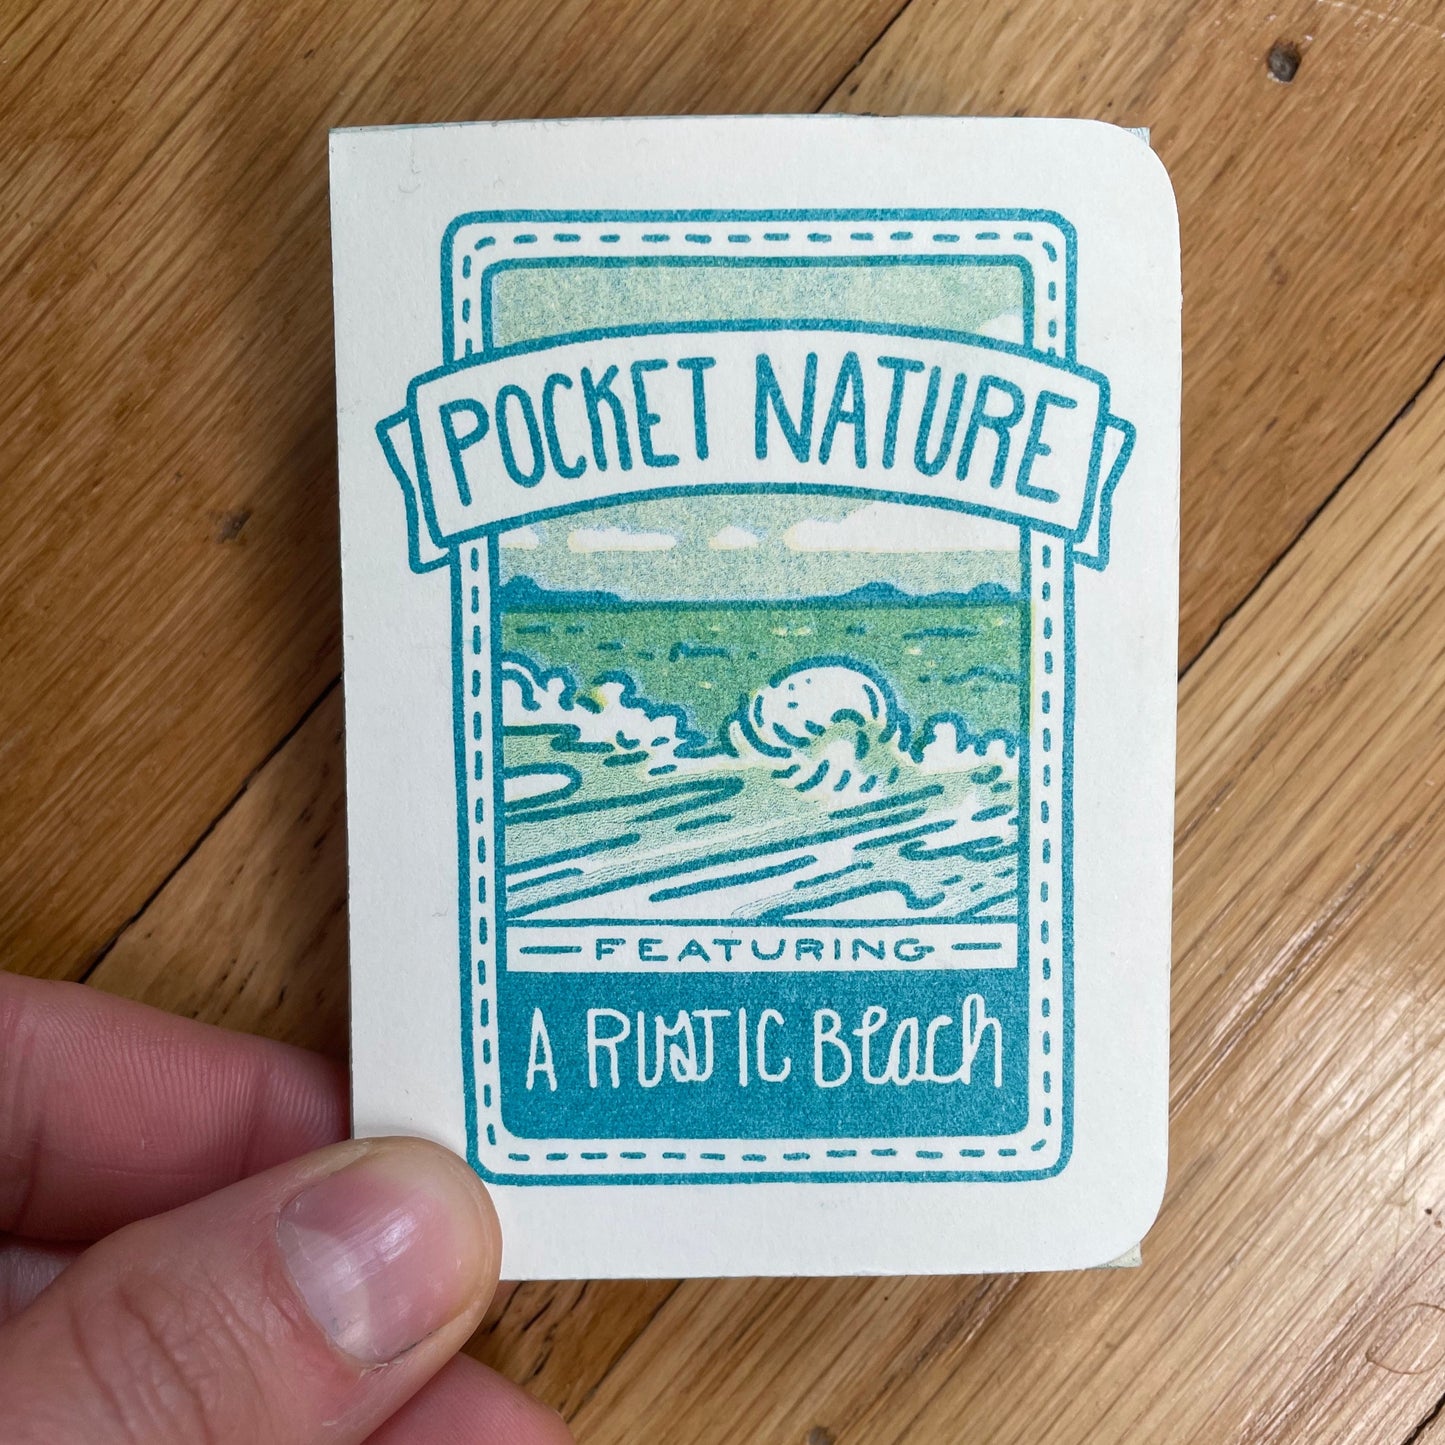 POCKET NATURE
FEATURING
A RUSTIC Beach